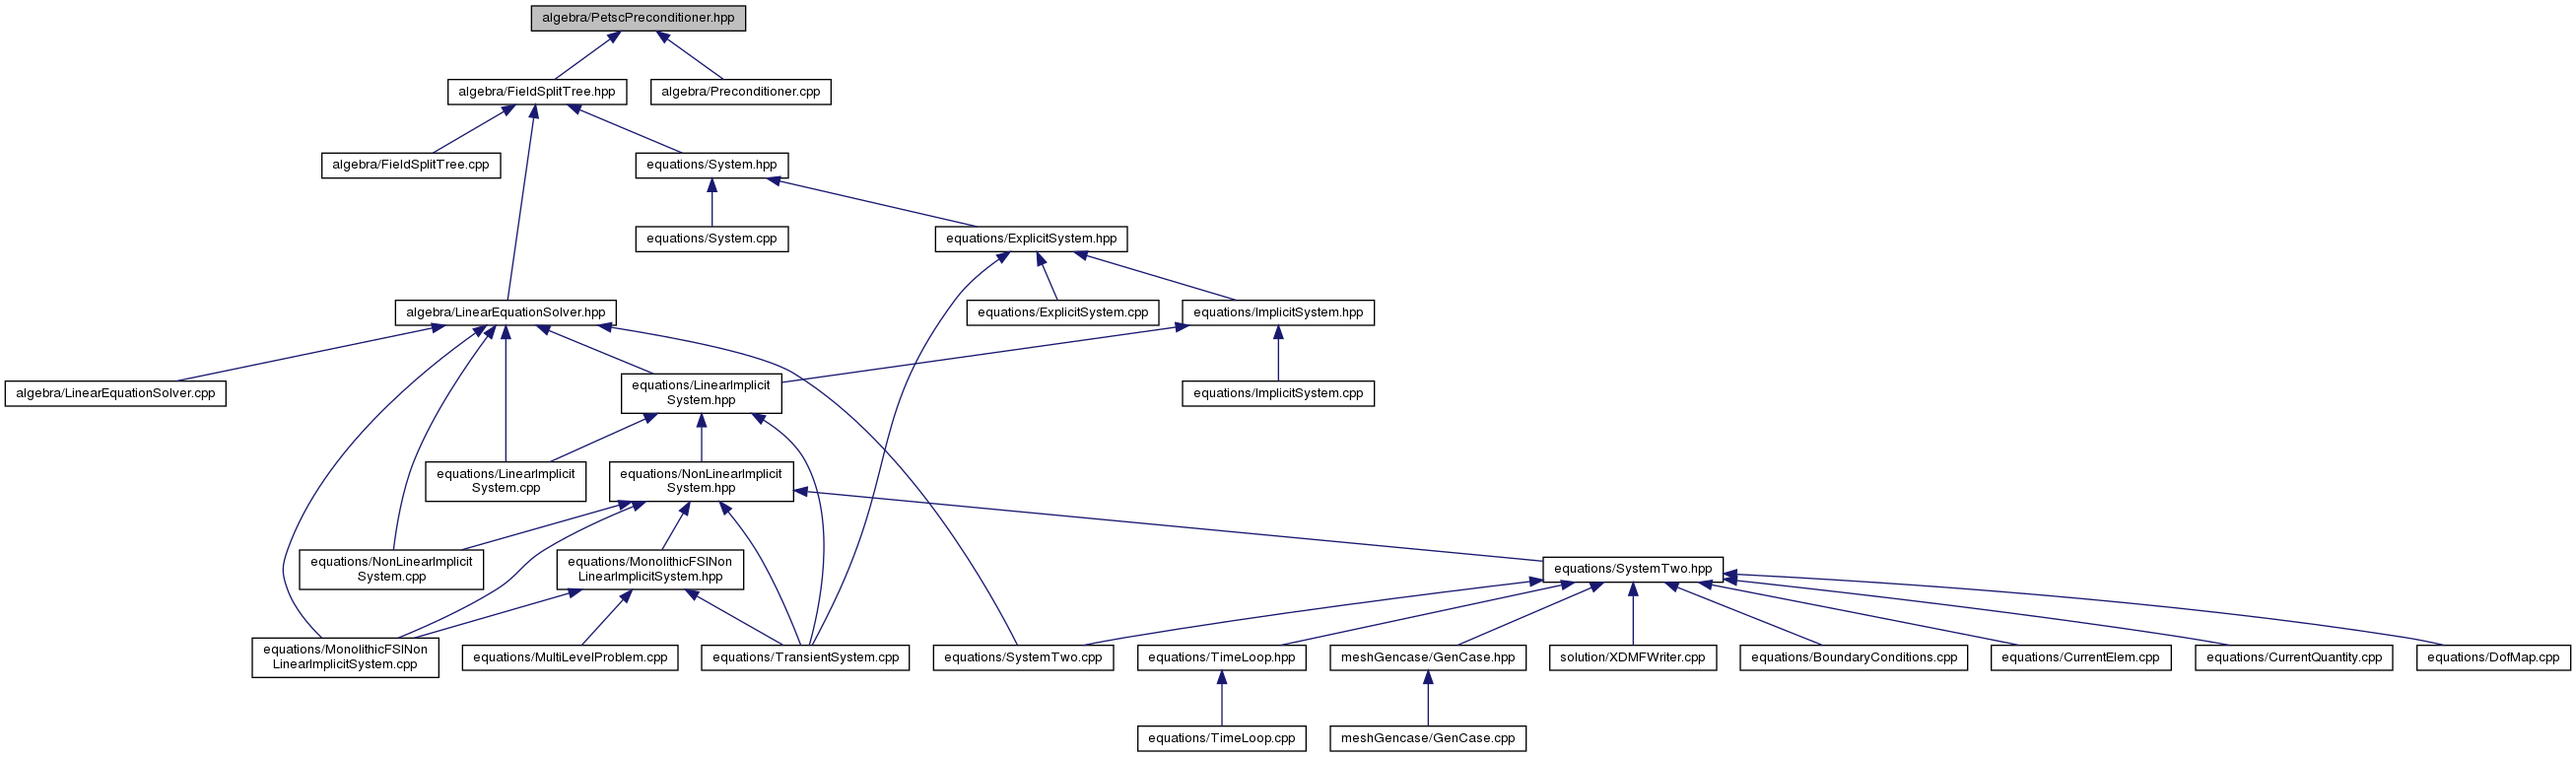 algebra/PetscPreconditioner.hpp
algebra/FieldSplitTree.hpp
algebra/Preconditioner.cpp
algebra/FieldSplitTree.cpp
equations/System.hpp
equations/System.cpp
equations/ExplicitSystem.hpp
algebra/LinearEquationSolver.hpp
equations/ExplicitSystem.cpp
equations/ImplicitSystem.hpp
algebra/LinearEquationSolver.cpp
equations/LinearImplicit
System.hpp
equations/ImplicitSystem.cpp
equations/LinearImplicit
System.cpp
equations/NonLinearImplicit
System.hpp
equations/NonLinearImplicit
System.cpp
equations/MonolithicFSINon
LinearImplicitSystem.hpp
equations/SystemTwo.hpp
equations/MonolithicFSINon
LinearImplicitSystem.cpp
equations/MultiLevelProblem.cpp
equations/TransientSystem.cpp
equations/SystemTwo.cpp
equations/TimeLoop.hpp
meshGencase/GenCase.hpp
solution/XDMFWriter.cpp
equations/BoundaryConditions.cpp
equations/CurrentElem.cpp
equations/CurrentQuantity.cpp
equations/DofMap.cpp
equations/TimeLoop.cpp
meshGencase/GenCase.cpp